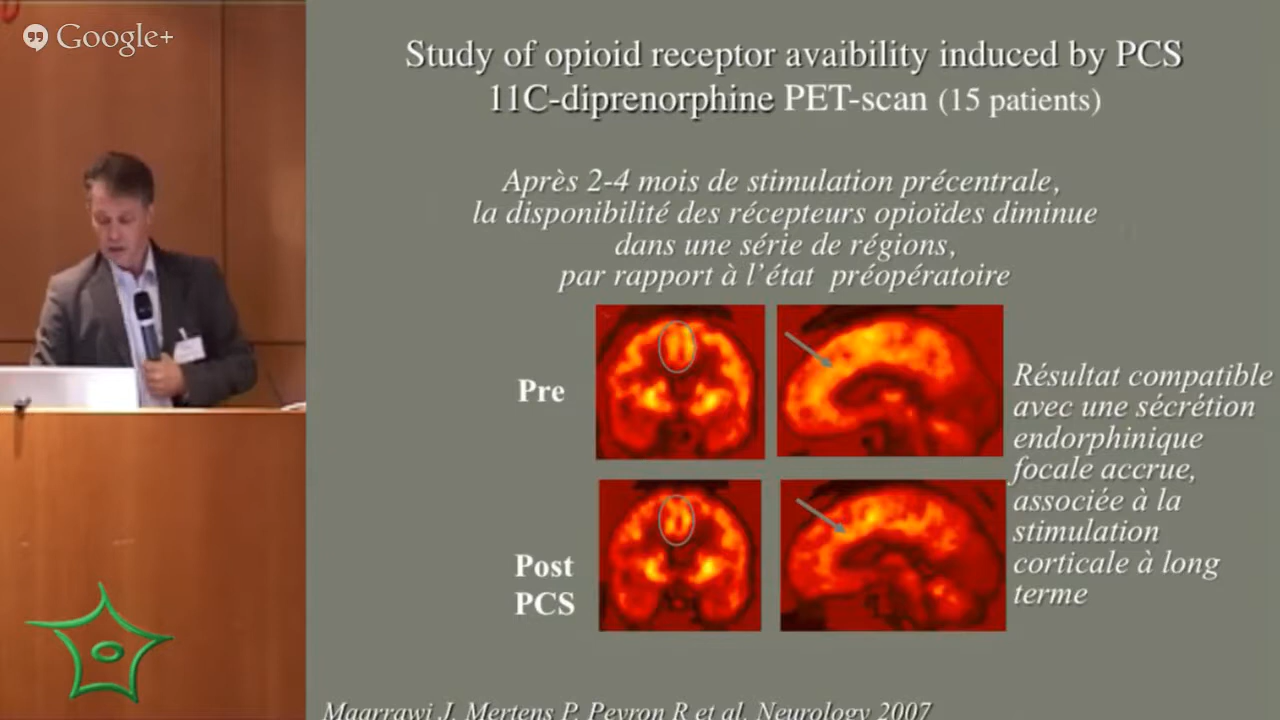 Google+
Study of opioid receptor avaibility induced by PCS
11C-diprenorphine PET-scan (15 patients)
Après 2-4 mois de stimulation précentrale,
la disponibilité des récepteurs opioïdes diminue
dans une série de régions,
par rapport à l'état préopératoire
Pre
Résultat compatible
avec une sécrétion
endorphinique
focale accrue,
associée à la
stimulation
corticale à long
terme
Post
PCS
Maarrawi J, Mertens P, Peyron R et al. Neurology 2007